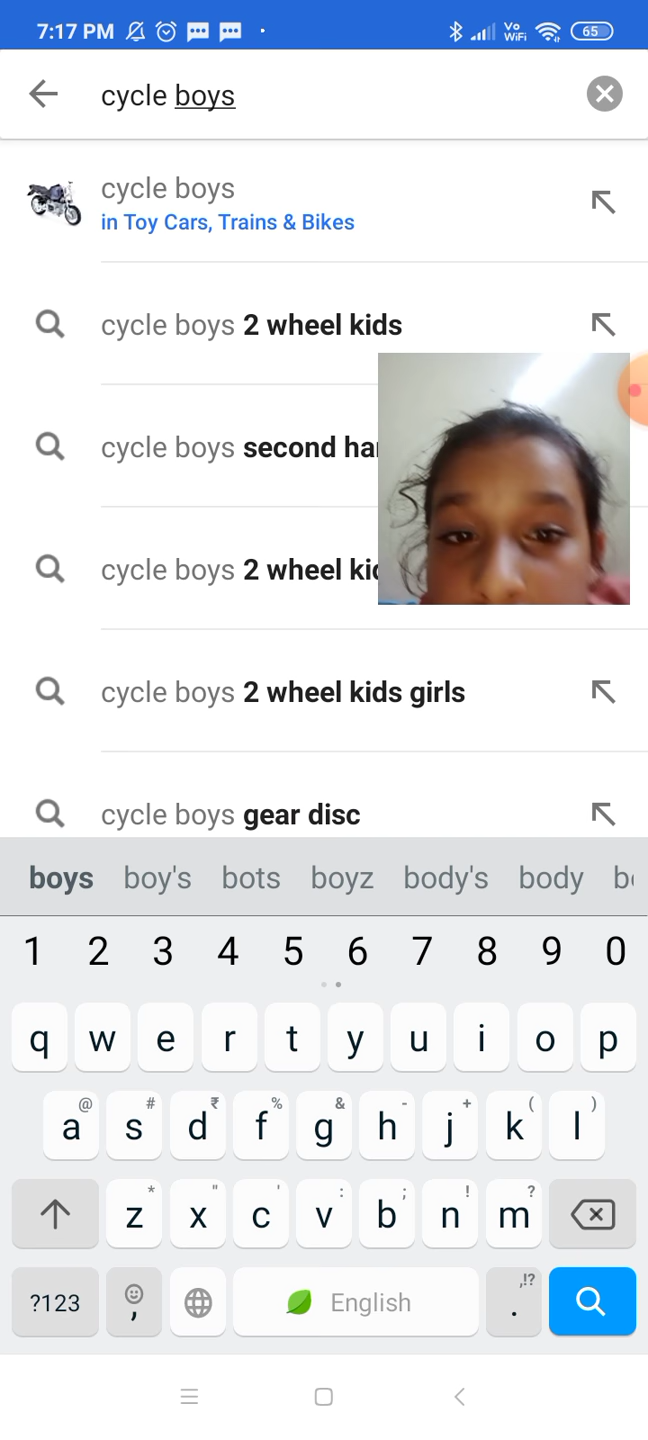 7:17 PM Vo WiFi 65
cycle boys
cycle boys
in Toy Cars, Trains & Bikes
cycle boys 2 wheel kids
cycle boys second
cycle boys 2 wheel
cycle boys 2 wheel kids girls
cycle boys gear disc
boys boy's bots boyz body's body
1 2 3 4 5 6 7 8 9 0
q w e r t y u i o p
@ # ₹ % & - + ( )
a s d f g h j k l
* " ' : ; ! ?
z x c v b n m
?123 , English ,!? .